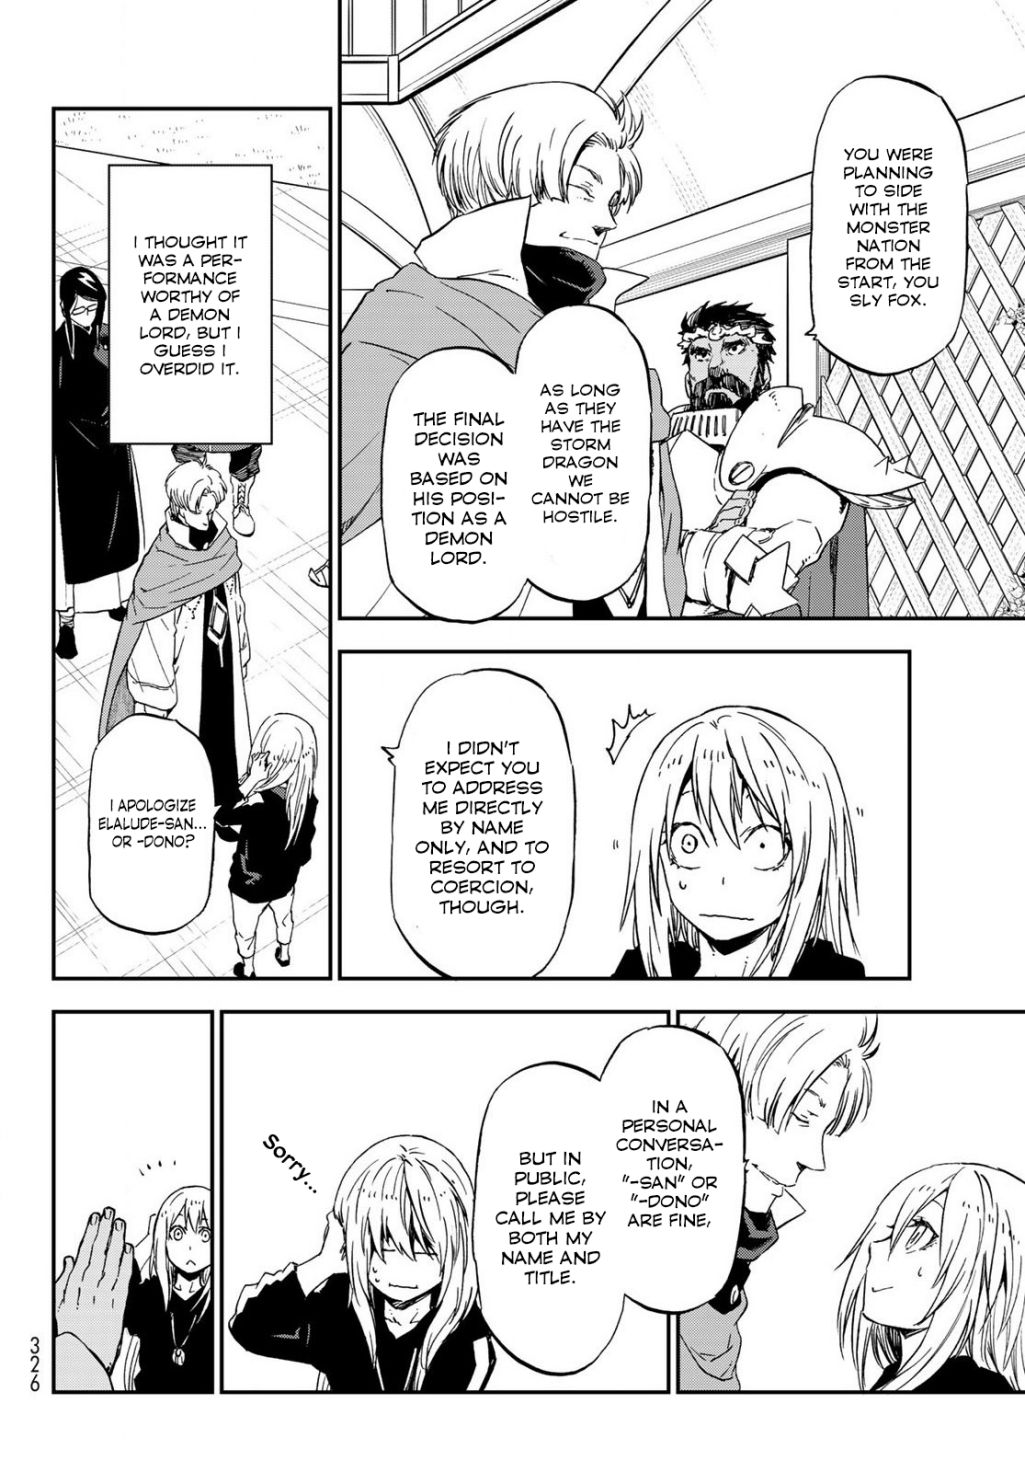 YOU WERE
PLANNING
TO SIDE
WITH THE
MONSTER
NATION
FROM THE
START, YOU
SLY FOX.
AS LONG
AS THEY
HAVE THE
STORM
DRAGON
WE
CANNOT BE
HOSTILE.
THE FINAL
DECISION
WAS
BASED ON
HIS POSI-
TION AS A
DEMON
LORD.
I THOUGHT IT
WAS A PER-
FORMANCE
WORTHY OF
A DEMON
LORD, BUT I
GUESS I
OVERDID IT.
I APOLOGIZE
ELALUDE-SAN...
OR -DONO?
I DIDN'T
EXPECT YOU
TO ADDRESS
ME DIRECTLY
BY NAME
ONLY, AND TO
RESORT TO
COERCION,
THOUGH.
IN A
PERSONAL
CONVERSA-
TION,
"-SAN" OR
"-DONO"
ARE FINE,
BUT IN
PUBLIC,
PLEASE
CALL ME BY
BOTH MY
NAME AND
TITLE.
Sorry...
326